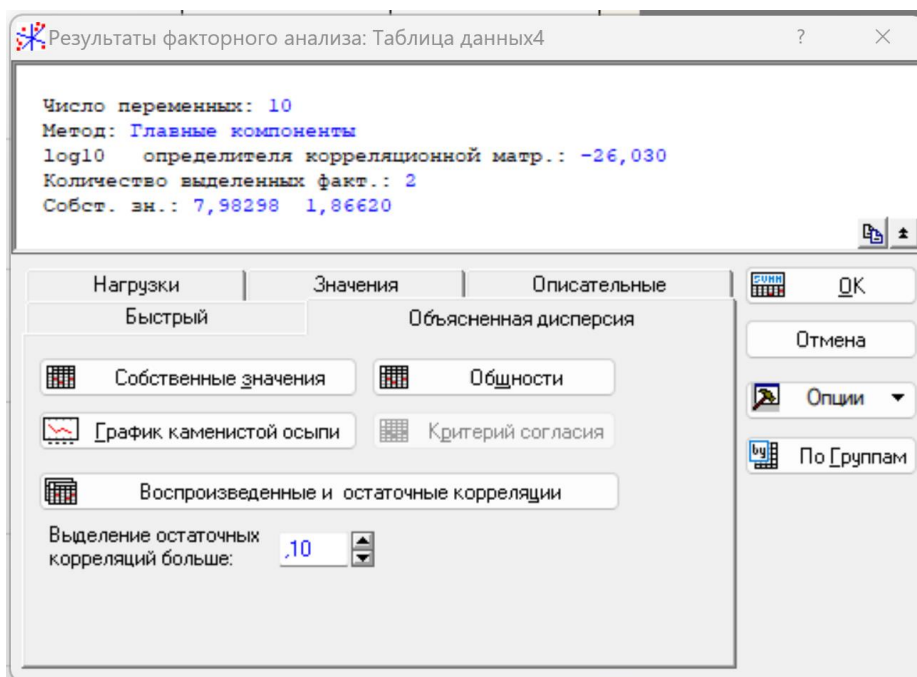 Результаты факторного анализа: Таблица данных4
?
Число переменных: 10
Метод: Главные компоненты
log10 определителя корреляционной матр.: -26,030
Количество выделенных факт.: 2
Собст. зн.: 7,98298 1,86620
Нагрузки
Значения
Описательные
Быстрый
Объясненная дисперсия
Собственные значения
Общности
График каменистой осыпи
Критерий согласия
Воспроизведенные и остаточные корреляции
Выделение остаточных
корреляций больше:
,10
SUMM
OK
Отмена
Опции
by
По Группам